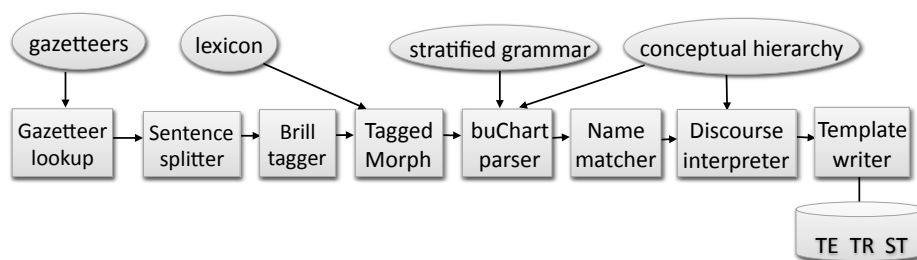 gazetteers
lexicon
stratified grammar
conceptual hierarchy
Gazetteer
lookup
Sentence
splitter
Brill
tagger
Tagged
Morph
buChart
parser
Name
matcher
Discourse
interpreter
Template
writer
TE TR ST